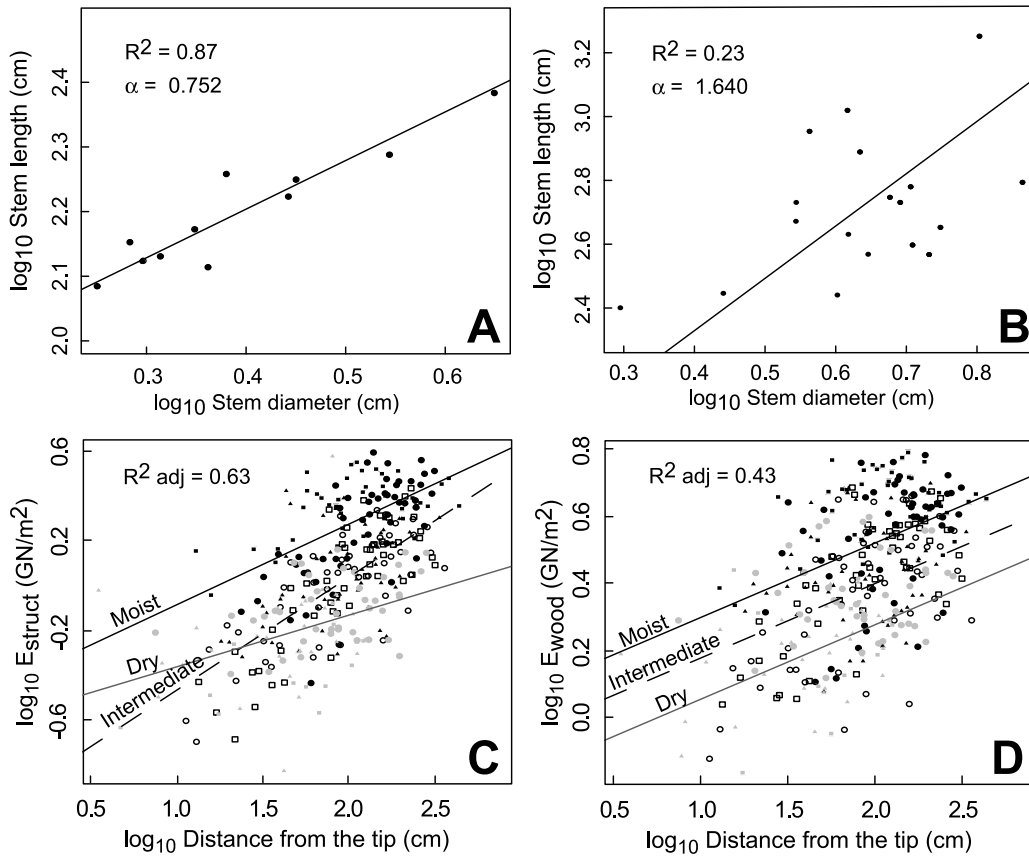 R2 = 0.87
α = 0.752
log10 Stem length (cm)
2.4
2.3
2.2
2.1
2.0
0.3 0.4 0.5 0.6
log10 Stem diameter (cm)
A
R2 = 0.23
α = 1.640
log10 Stem length (cm)
3.2
3.0
2.8
2.6
2.4
0.3 0.4 0.5 0.6 0.7 0.8
log10 Stem diameter (cm)
B
R2 adj = 0.63
log10 Estruct (GN/m2)
0.6
0.2
-0.2
-0.6
Moist
Dry
Intermediate
0.5 1.0 1.5 2.0 2.5
log10 Distance from the tip (cm)
C
R2 adj = 0.43
log10 Ewood (GN/m2)
0.8
0.6
0.4
0.2
0.0
Moist
Intermediate
Dry
0.5 1.0 1.5 2.0 2.5
log10 Distance from the tip (cm)
D